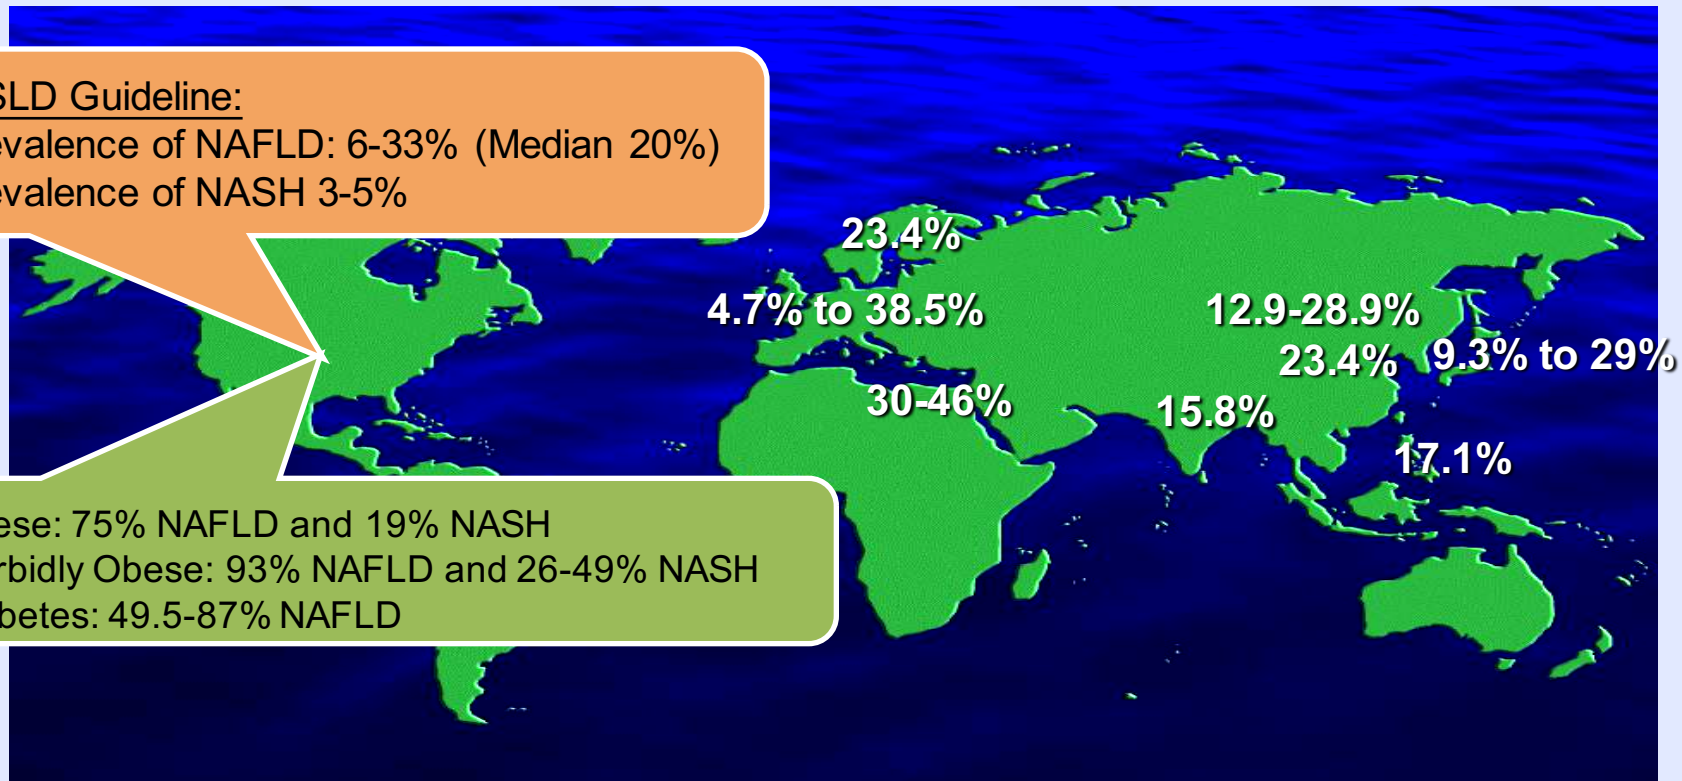 SLD Guideline:
evalence of NAFLD: 6-33% (Median 20%)
evalence of NASH 3-5%
23.4%
4.7% to 38.5%
12.9-28.9%
23.4%
9.3% to 29%
30-46%
15.8%
17.1%
ese: 75% NAFLD and 19% NASH
rbidly Obese: 93% NAFLD and 26-49% NASH
betes: 49.5-87% NAFLD